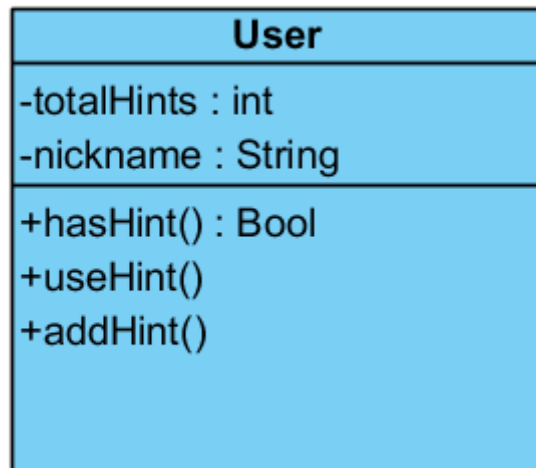 User
-totalHints : int
-nickname : String
+hasHint() : Bool
+useHint()
+addHint()